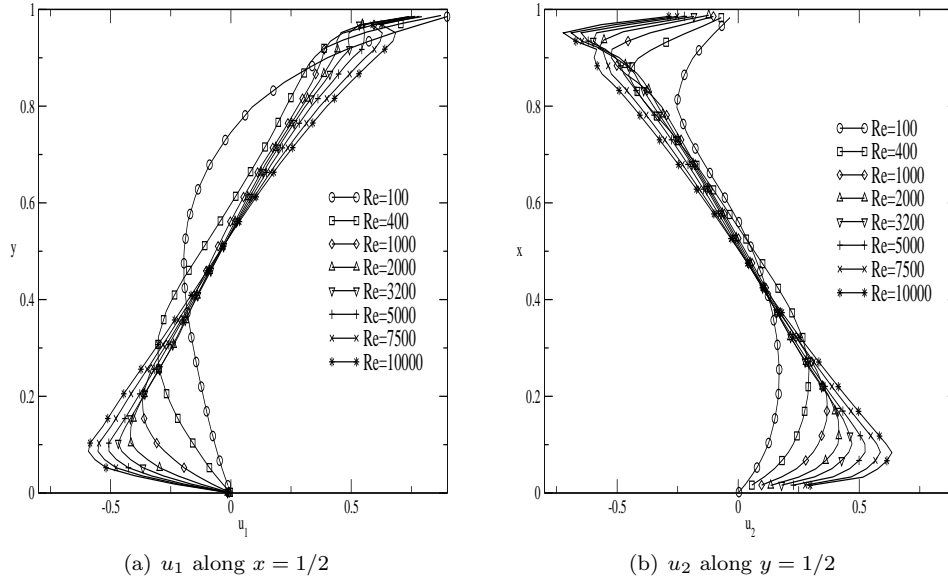 1
0.8
0.6
0.4
0.2
0
y
-0.5
0
0.5
u1
Re=100
Re=400
Re=1000
Re=2000
Re=3200
Re=5000
Re=7500
Re=10000
(a) u1 along x = 1/2
1
0.8
0.6
0.4
0.2
0
x
-0.5
0
0.5
u2
Re=100
Re=400
Re=1000
Re=2000
Re=3200
Re=5000
Re=7500
Re=10000
(b) u2 along y = 1/2